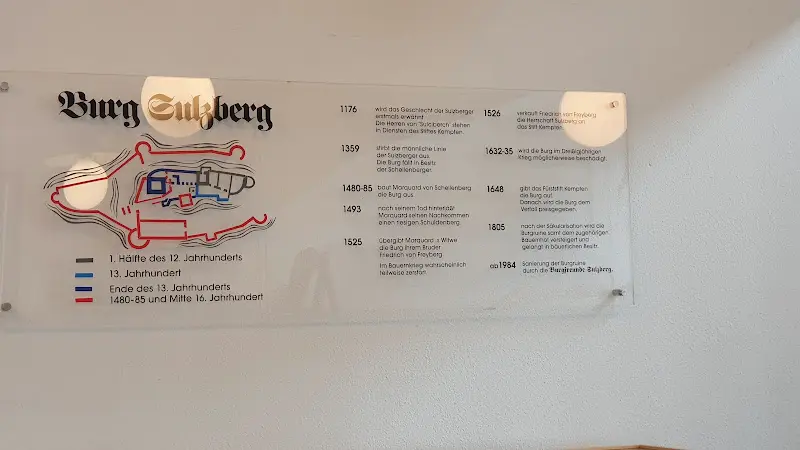 Burg Sulzberg
1. Hälfte des 12. Jahrhunderts
13. Jahrhundert
Ende des 13. Jahrhunderts
1480-85 und Mitte 16. Jahrhundert
1176 wird das Geschlecht der Sulzberger
erstmals erwähnt
Die Herren von "Sulciberch" stehen
in Diensten des Stiftes Kempten.
1359 stirbt die männliche Linie
der Sulzberger aus.
Die Burg fällt in Besitz
der Schellenberger.
1480-85 baut Marquard von Schellenberg
die Burg aus.
1493 nach seinem Tod hinterläßt
Marquard seinen Nachkommen
einen riesigen Schuldenberg.
1525 übergibt Marquard's Witwe
die Burg ihrem Bruder
Friedrich von Freyberg
Im Bauernkrieg wahrscheinlich
teilweise zerstört.
1526 verkauft Friedrich von Freyberg
die Herrschaft Sulzberg an
das Stift Kempten.
1632-35 wird die Burg im Dreißigjährigen
Krieg möglicherweise beschädigt.
1648 gibt das Fürststift Kempten
die Burg auf.
Danach wird die Burg dem
Verfall preisgegeben.
1805 nach der Säkularisation wird die
Burgruine samt dem zugehörigen
Bauernhof versteigert und
gelangt in bäuerlichen Besitz.
an1984 Sanierung der Burgruine
durch die Burgfreunde Sulzberg.